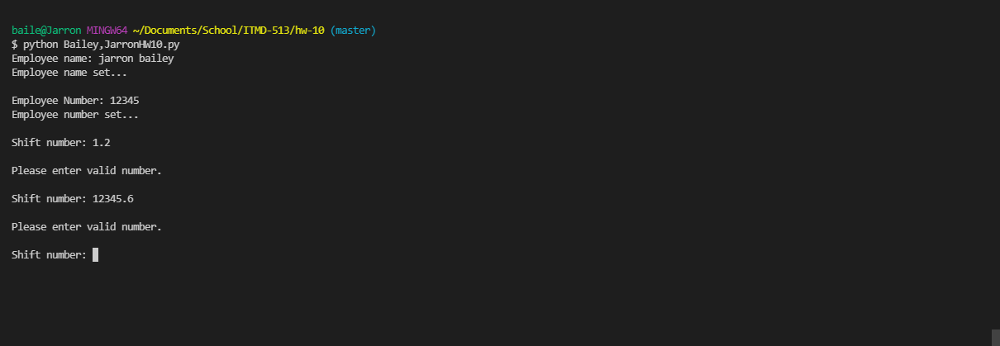 baile@Jarron MINGW64 ~/Documents/School/ITMD-513/hw-10 (master)
$ python Bailey,JarronHW10.py
Employee name: jarron bailey
Employee name set...
Employee Number: 12345
Employee number set...
Shift number: 1.2
Please enter valid number.
Shift number: 12345.6
Please enter valid number.
Shift number: